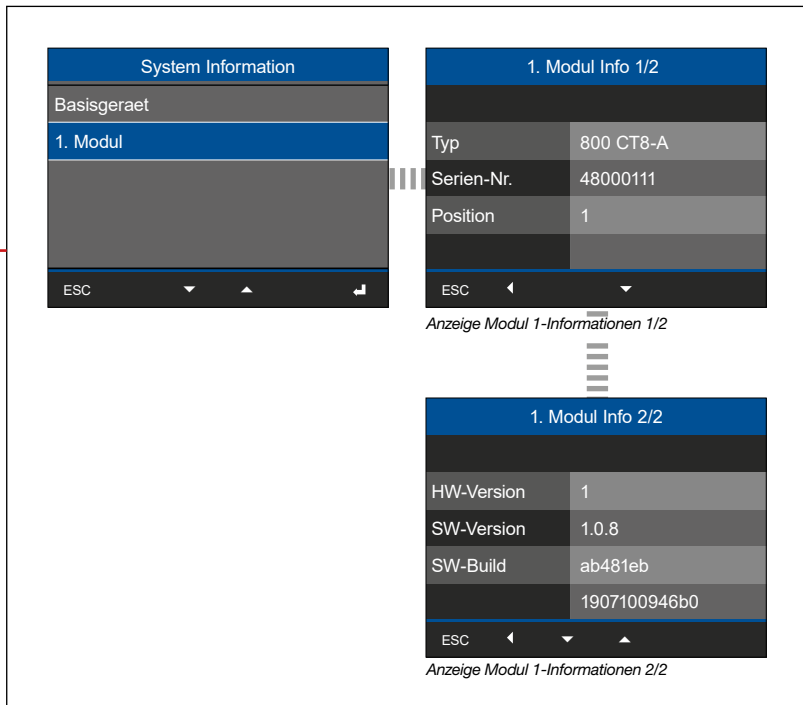 System Information
Basisgeraet
1. Modul
ESC
1. Modul Info 1/2
Typ 800 CT8-A
Serien-Nr. 48000111
Position 1
ESC
Anzeige Modul 1-Informationen 1/2
1. Modul Info 2/2
HW-Version 1
SW-Version 1.0.8
SW-Build ab481eb
1907100946b0
ESC
Anzeige Modul 1-Informationen 2/2